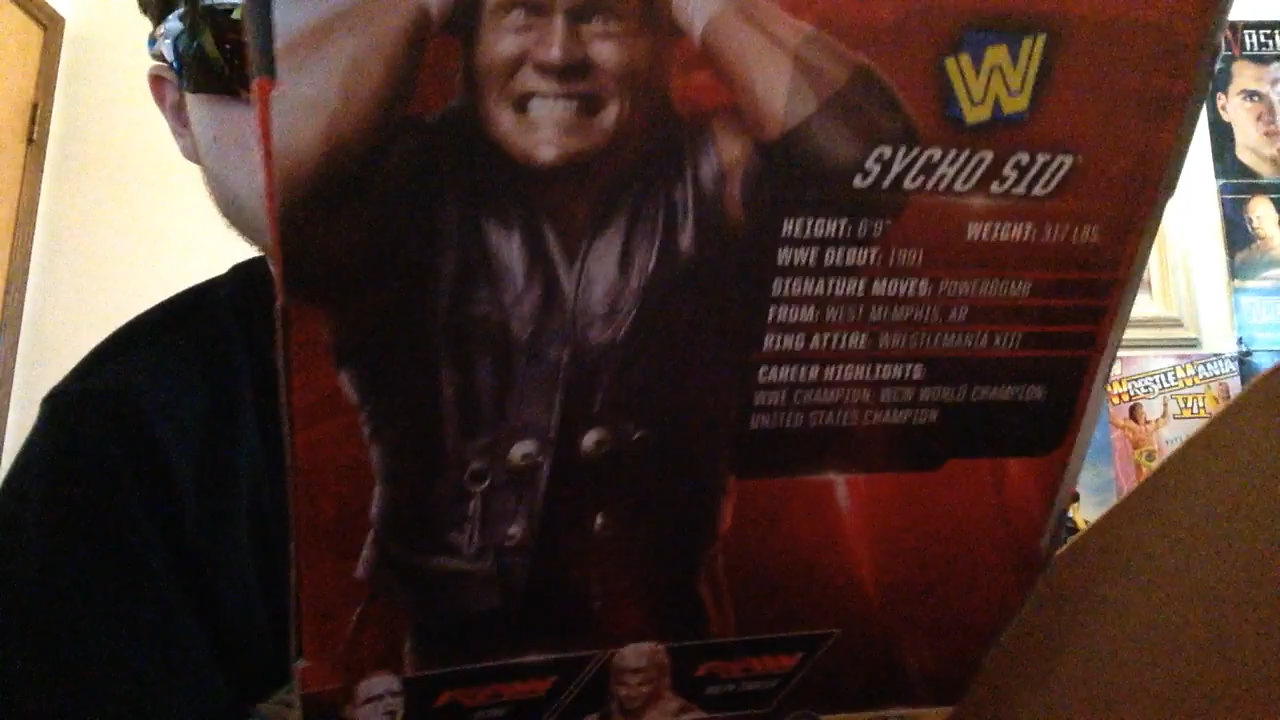 W
SYCHO SID
HEIGHT: 6'9" WEIGHT: 317 LBS
WWE DEBUT: 1991
SIGNATURE MOVES: POWERBOMB
FROM: WEST MEMPHIS, AR
RING ATTIRE: WRESTLEMANIA XIII
CAREER HIGHLIGHTS:
WWE CHAMPION; WCW WORLD CHAMPION;
UNITED STATES CHAMPION
WRESTLEMANIA
VI
RAW
RAW